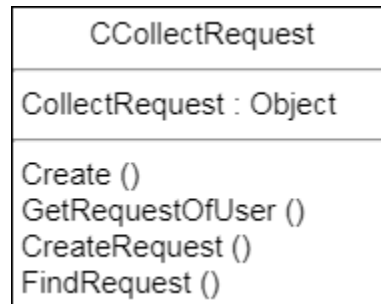 CCollectRequest
CollectRequest : Object
Create ()
GetRequestOfUser ()
CreateRequest ()
FindRequest ()